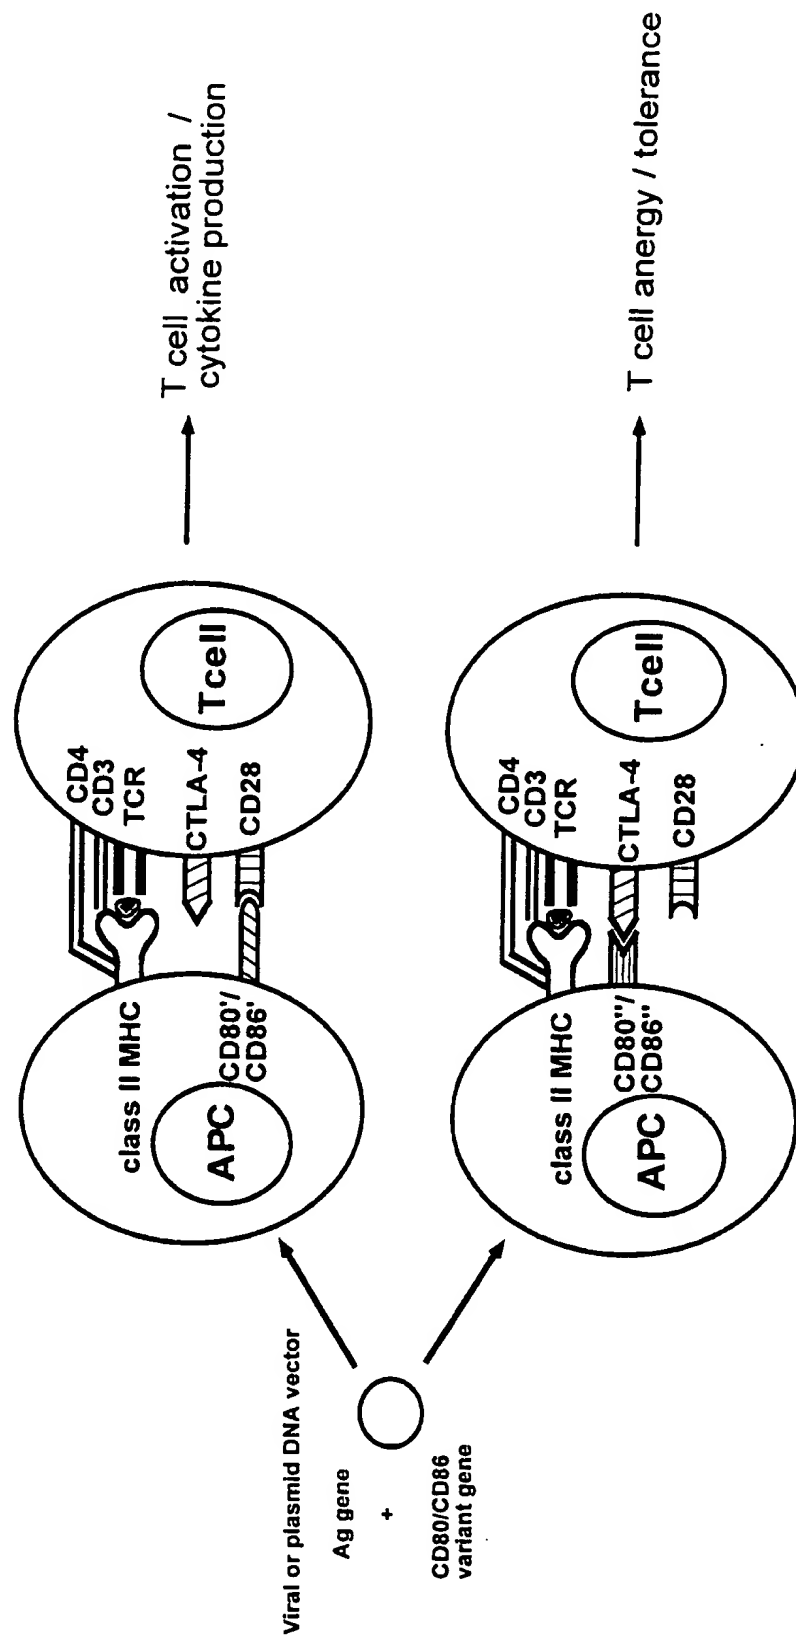 Viral or plasmid DNA vector
Ag gene
+
CD80/CD86
variant gene
class II MHC
APC
CD80'/
CD86'
CD4
CD3
TCR
CTLA-4
CD28
Tcell
T cell activation /
cytokine production
class II MHC
APC
CD80"/
CD86"
CD4
CD3
TCR
CTLA-4
CD28
Tcell
T cell anergy / tolerance